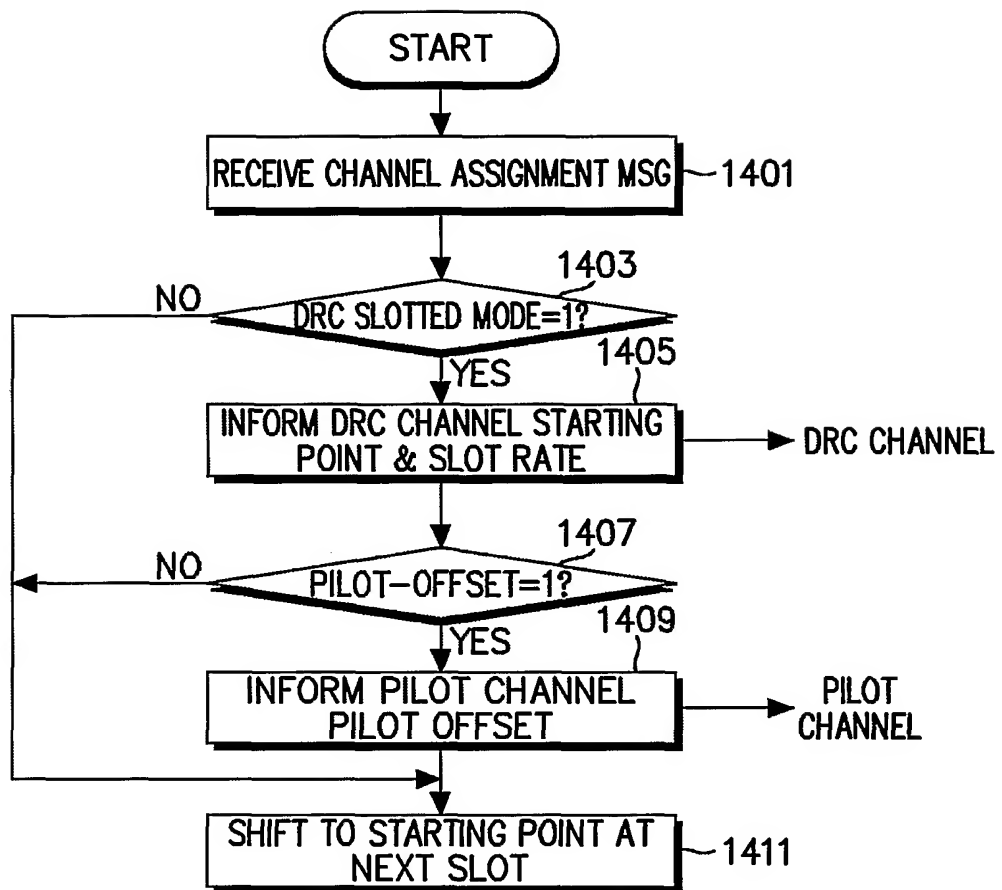 START
RECEIVE CHANNEL ASSIGNMENT MSG
1401
1403
NO
DRC SLOTTED MODE=1?
YES
1405
INFORM DRC CHANNEL STARTING
POINT & SLOT RATE
DRC CHANNEL
1407
NO
PILOT-OFFSET=1?
YES
1409
INFORM PILOT CHANNEL
PILOT OFFSET
PILOT
CHANNEL
SHIFT TO STARTING POINT AT
NEXT SLOT
1411